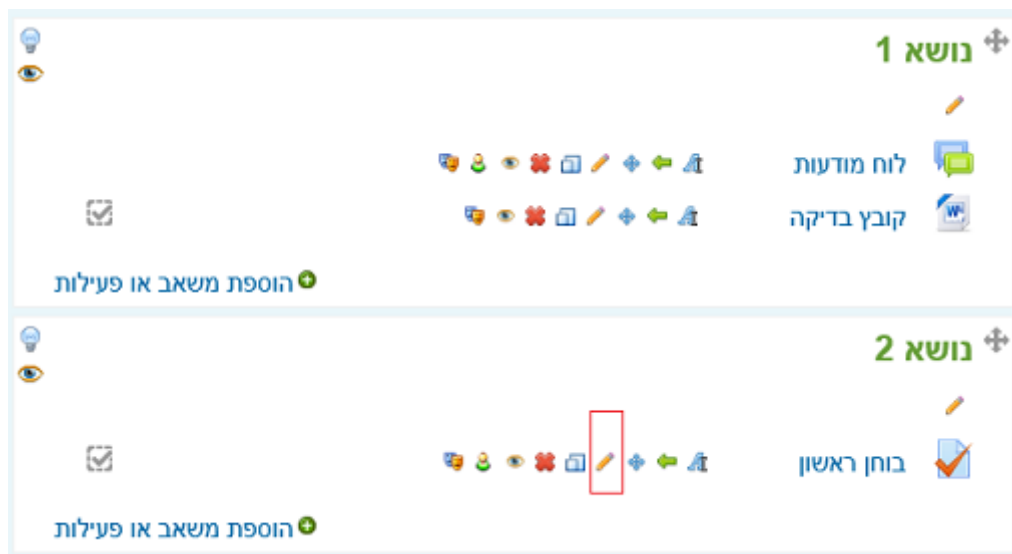 נושא 1
לוח מודעות
קובץ בדיקה
הוספת משאב או פעילות
נושא 2
בוחן ראשון
הוספת משאב או פעילות